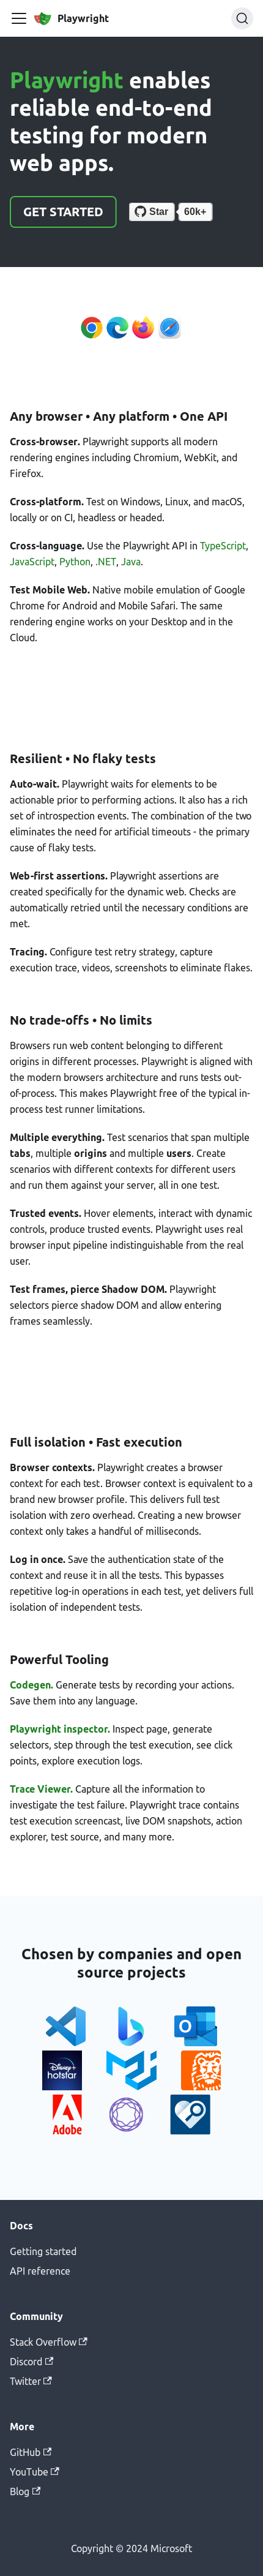 Playwright
Playwright enables
reliable end-to-end
testing for modern
web apps.
GET STARTED
Star
60k+
Any browser • Any platform • One API
Cross-browser. Playwright supports all modern
rendering engines including Chromium, WebKit, and
Firefox.
Cross-platform. Test on Windows, Linux, and macOS,
locally or on CI, headless or headed.
Cross-language. Use the Playwright API in TypeScript,
JavaScript, Python, .NET, Java.
Test Mobile Web. Native mobile emulation of Google
Chrome for Android and Mobile Safari. The same
rendering engine works on your Desktop and in the
Cloud.
Resilient • No flaky tests
Auto-wait. Playwright waits for elements to be
actionable prior to performing actions. It also has a rich
set of introspection events. The combination of the two
eliminates the need for artificial timeouts - the primary
cause of flaky tests.
Web-first assertions. Playwright assertions are
created specifically for the dynamic web. Checks are
automatically retried until the necessary conditions are
met.
Tracing. Configure test retry strategy, capture
execution trace, videos, screenshots to eliminate flakes.
No trade-offs • No limits
Browsers run web content belonging to different
origins in different processes. Playwright is aligned with
the modern browsers architecture and runs tests out-
of-process. This makes Playwright free of the typical in-
process test runner limitations.
Multiple everything. Test scenarios that span multiple
tabs, multiple origins and multiple users. Create
scenarios with different contexts for different users
and run them against your server, all in one test.
Trusted events. Hover elements, interact with dynamic
controls, produce trusted events. Playwright uses real
browser input pipeline indistinguishable from the real
user.
Test frames, pierce Shadow DOM. Playwright
selectors pierce shadow DOM and allow entering
frames seamlessly.
Full isolation • Fast execution
Browser contexts. Playwright creates a browser
context for each test. Browser context is equivalent to a
brand new browser profile. This delivers full test
isolation with zero overhead. Creating a new browser
context only takes a handful of milliseconds.
Log in once. Save the authentication state of the
context and reuse it in all the tests. This bypasses
repetitive log-in operations in each test, yet delivers full
isolation of independent tests.
Powerful Tooling
Codegen. Generate tests by recording your actions.
Save them into any language.
Playwright inspector. Inspect page, generate
selectors, step through the test execution, see click
points, explore execution logs.
Trace Viewer. Capture all the information to
investigate the test failure. Playwright trace contains
test execution screencast, live DOM snapshots, action
explorer, test source, and many more.
Chosen by companies and open
source projects
Disney+
hotstar
Adobe
Docs
Getting started
API reference
Community
Stack Overflow
Discord
Twitter
More
GitHub
YouTube
Blog
Copyright © 2024 Microsoft